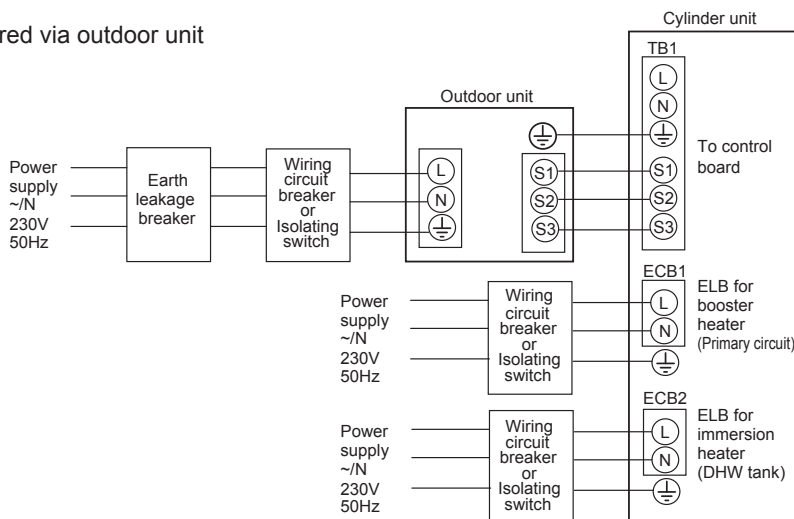 red via outdoor unit
Cylinder unit
TB1
L
N
To control
board
S1
S2
S3
Outdoor unit
L
N
S1
S2
S3
Power
supply
~/N
230V
50Hz
Earth
leakage
breaker
Wiring
circuit
breaker
or
Isolating
switch
ECB1
L
N
ELB for
booster
heater
(Primary circuit)
Power
supply
~/N
230V
50Hz
Wiring
circuit
breaker
or
Isolating
switch
ECB2
L
N
ELB for
immersion
heater
(DHW tank)
Power
supply
~/N
230V
50Hz
Wiring
circuit
breaker
or
Isolating
switch